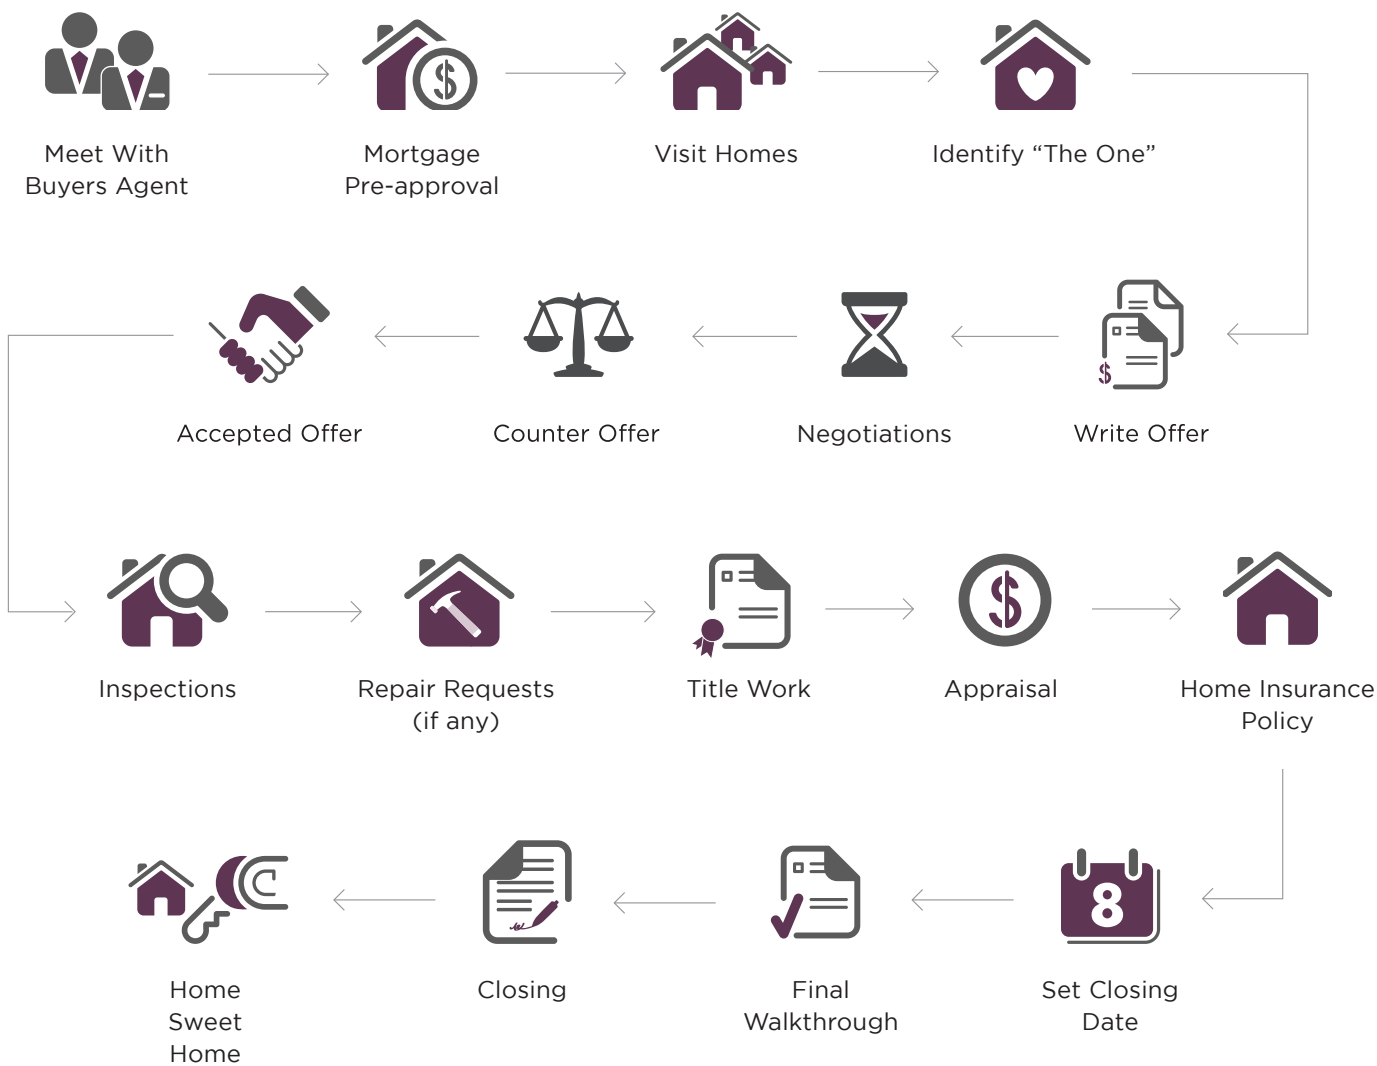 Meet With
Buyers Agent
Mortgage
Pre-approval
$
Visit Homes
Identify “The One”
Write Offer
$
Negotiations
Counter Offer
Accepted Offer
Inspections
Repair Requests
(if any)
Title Work
Appraisal
$
Home Insurance
Policy
Set Closing
Date
8
Final
Walkthrough
Closing
Home
Sweet
Home